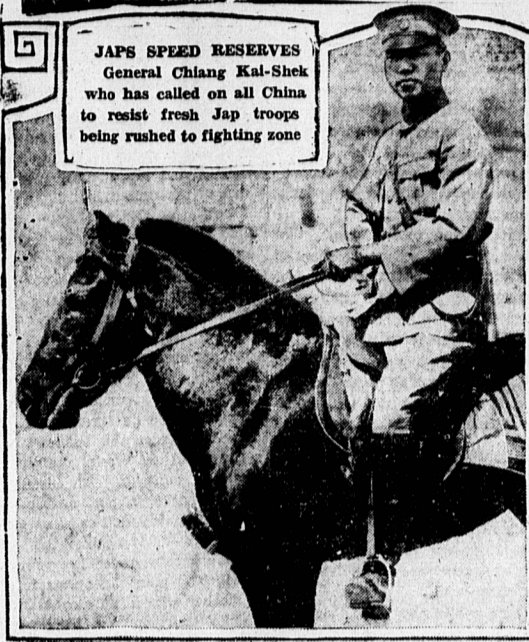 JAPS SPEED RESERVES
General Chiang Kai-Shek
who has called on all China
to resist fresh Jap troops
being rushed to fighting zone